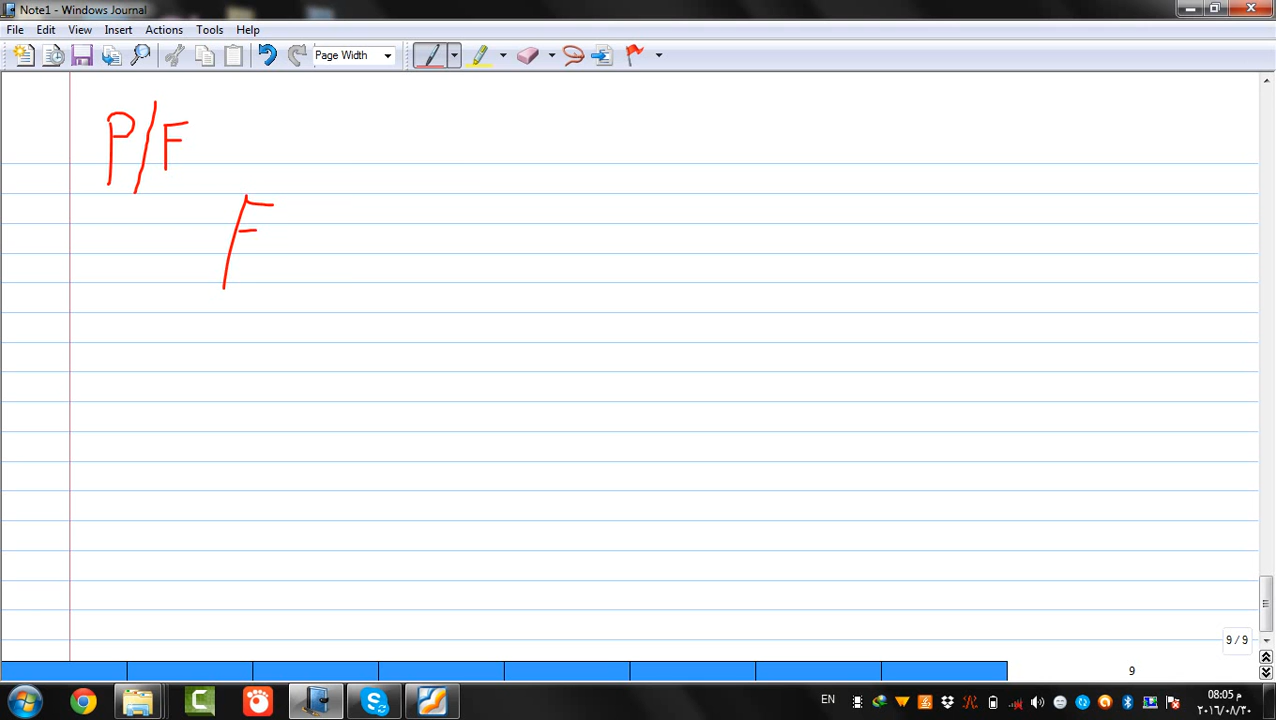 Note1 - Windows Journal
File Edit View Insert Actions Tools Help
Page Width
P/F
F
9 / 9
9
EN
08:05 م
٢٠١٦/٠٨/٣٠